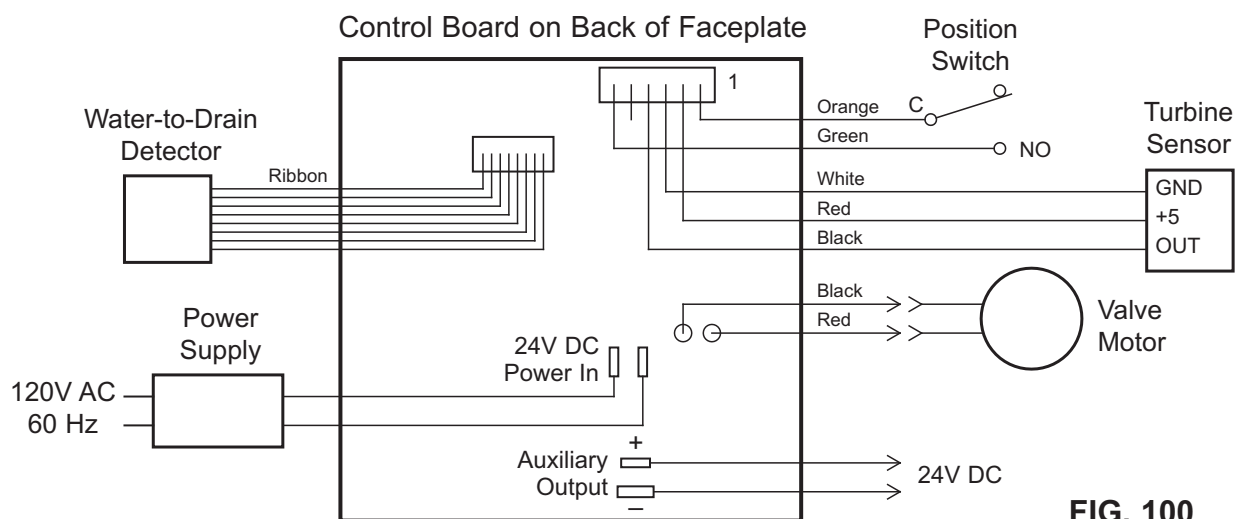 Control Board on Back of Faceplate
Position
Switch
1
Water-to-Drain
Detector
Ribbon
Orange
C
Green
NO
Turbine
Sensor
White
GND
Red
+5
Black
OUT
Black
Red
Valve
Motor
Power
Supply
24V DC
Power In
120V AC
60 Hz
+
Auxiliary
Output
–
24V DC
FIG. 100